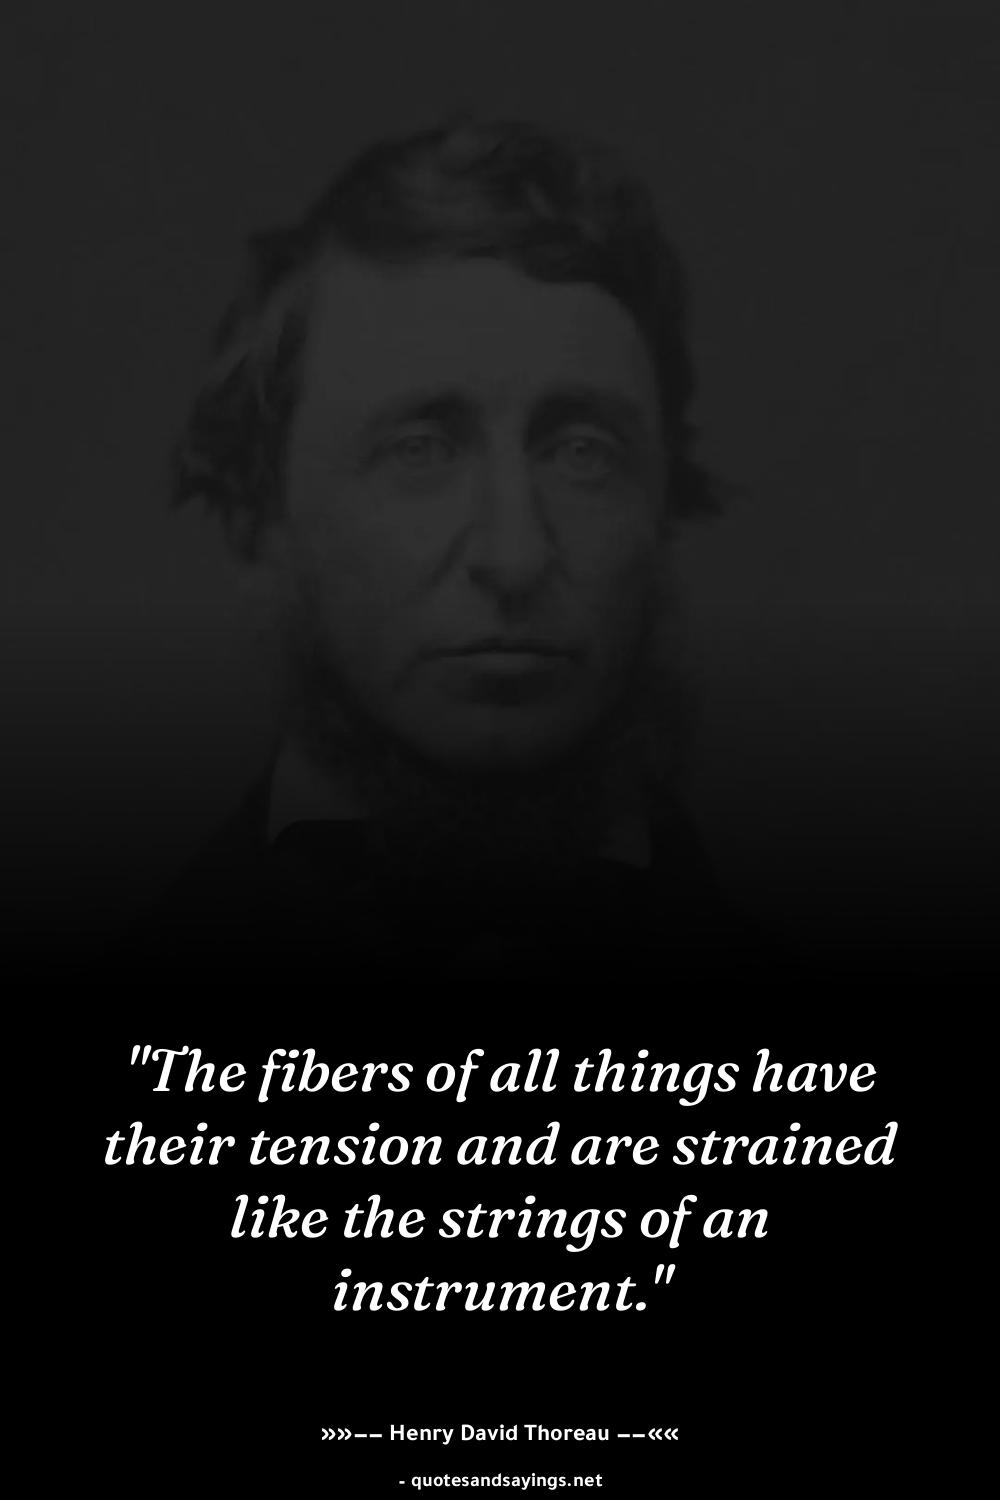 "The fibers of all things have
their tension and are strained
like the strings of an
instrument."
»»−− Henry David Thoreau −−««
- quotesandsayings.net